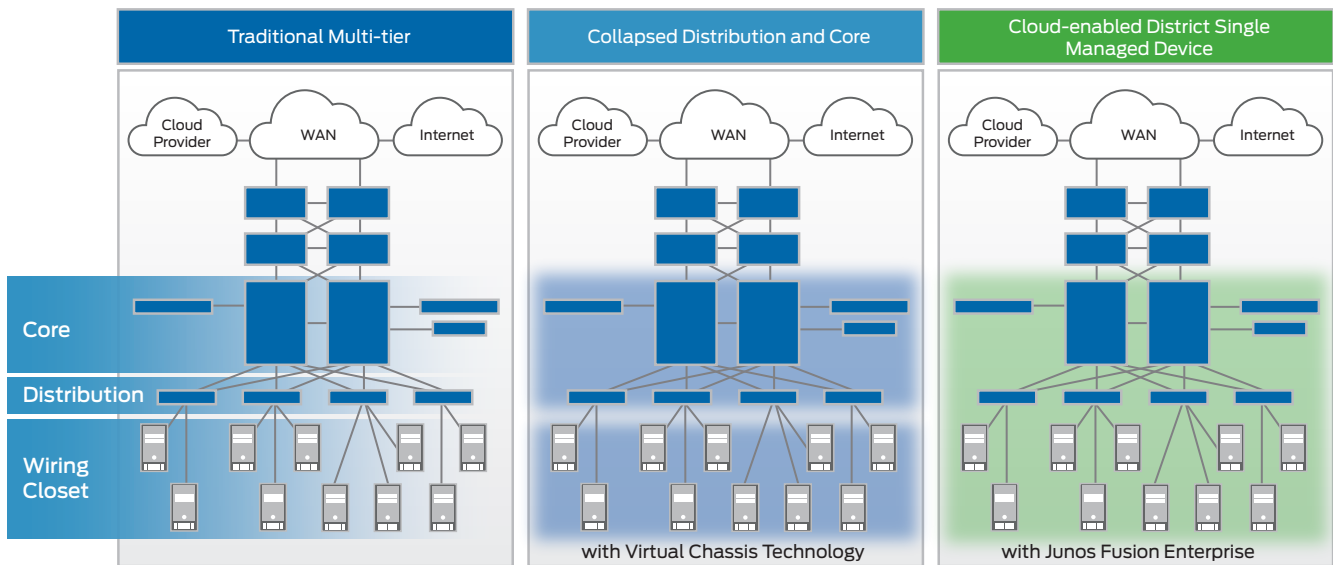 Traditional Multi-tier
Collapsed Distribution and Core
Cloud-enabled District Single
Managed Device
Cloud
Provider
WAN
Internet
Cloud
Provider
WAN
Internet
Cloud
Provider
WAN
Internet
Core
Distribution
Wiring
Closet
with Virtual Chassis Technology
with Junos Fusion Enterprise